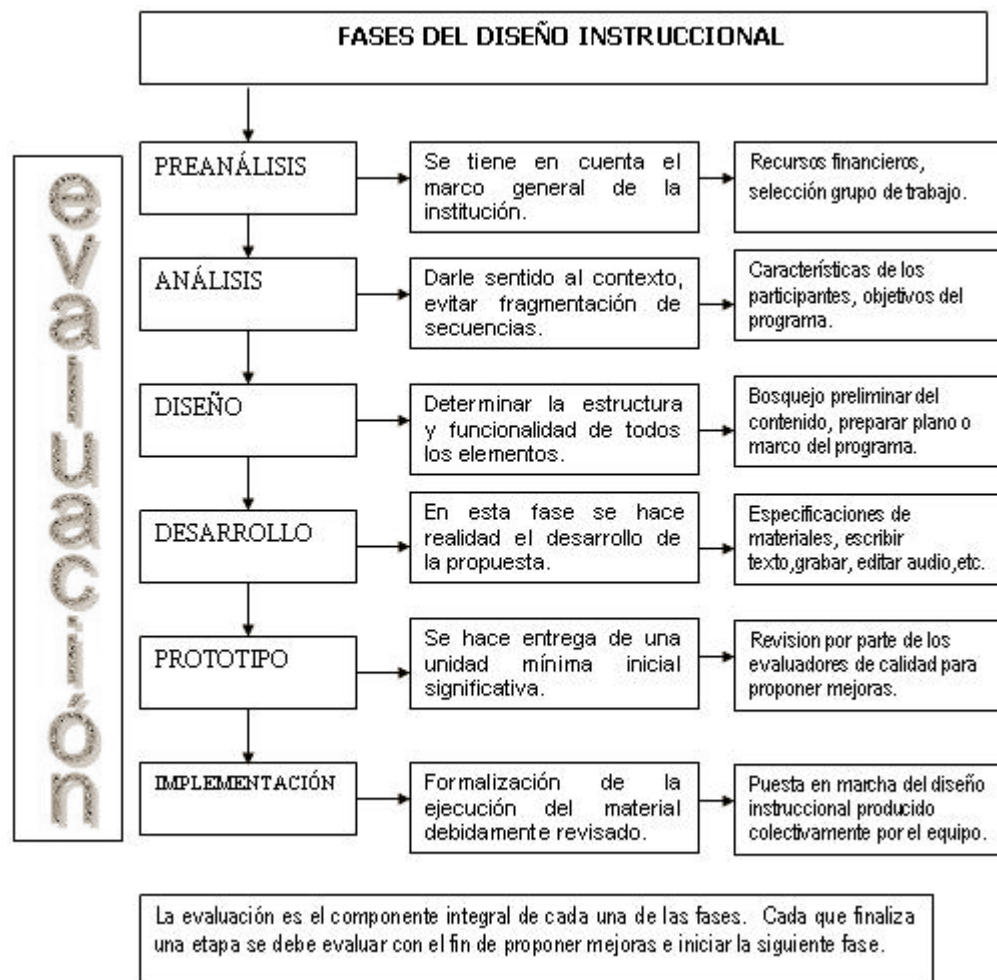 FASES DEL DISEÑO INSTRUCCIONAL
evaluación
PREANÁLISIS
Se tiene en cuenta el
marco general de la
institución.
Recursos financieros,
selección grupo de trabajo.
ANÁLISIS
Darle sentido al contexto,
evitar fragmentación de
secuencias.
Características de los
participantes, objetivos del
programa.
DISEÑO
Determinar la estructura
y funcionalidad de todos
los elementos.
Bosquejo preliminar del
contenido, preparar plano o
marco del programa.
DESARROLLO
En esta fase se hace
realidad el desarrollo de
la propuesta.
Especificaciones de
materiales, escribir
texto,grabar, editar audio,etc.
PROTOTIPO
Se hace entrega de una
unidad mínima inicial
significativa.
Revision por parte de los
evaluadores de calidad para
proponer mejoras.
IMPLEMENTACIÓN
Formalización de la
ejecución del material
debidamente revisado.
Puesta en marcha del diseño
instruccional producido
colectivamente por el equipo.
La evaluación es el componente integral de cada una de las fases. Cada que finaliza
una etapa se debe evaluar con el fin de proponer mejoras e iniciar la siguiente fase.